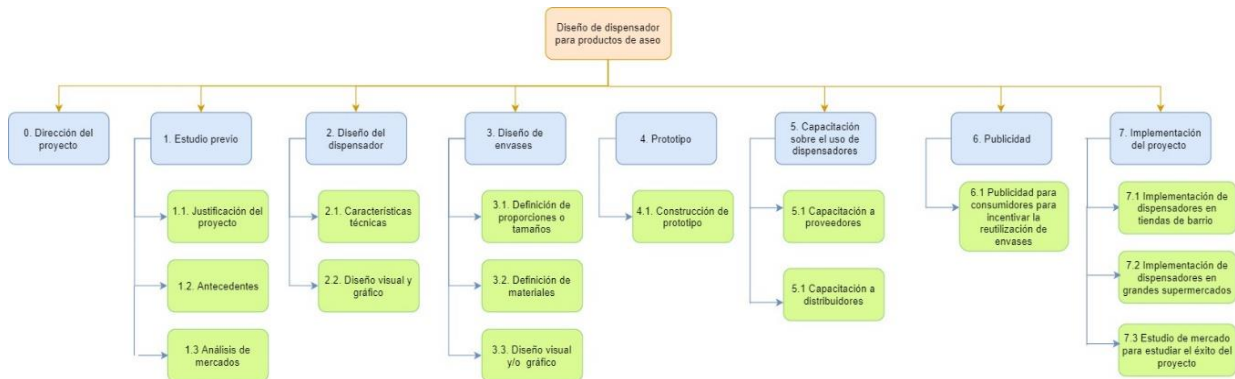 Diseño de dispensador
para productos de aseo
0. Dirección del
proyecto
1. Estudio previo
1.1. Justificación del
proyecto
1.2. Antecedentes
1.3 Análisis de
mercados
2. Diseño del
dispensador
2.1. Características
técnicas
2.2. Diseño visual y
gráfico
3. Diseño de
envases
3.1. Definición de
proporciones o
tamaños
3.2. Definición de
materiales
3.3. Diseño visual
y/o gráfico
4. Prototipo
4.1. Construcción de
prototipo
5. Capacitación
sobre el uso de
dispensadores
5.1 Capacitación a
proveedores
5.1 Capacitación a
distribuidores
6. Publicidad
6.1 Publicidad para
consumidores para
incentivar la
reutilización de
envases
7. Implementación
del proyecto
7.1 Implementación de
dispensadores en
tiendas de barrio
7.2 Implementación de
dispensadores en
grandes supermercados
7.3 Estudio de mercado
para estudiar el éxito del
proyecto